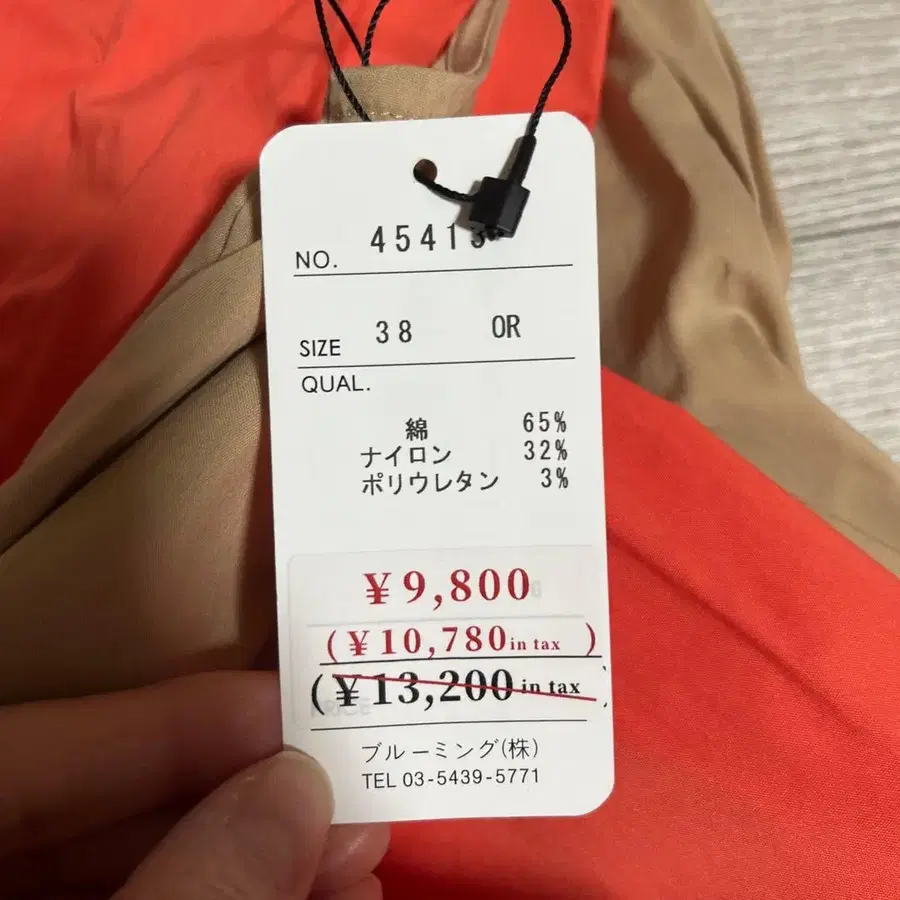 NO. 45413
SIZE 38 OR
QUAL.
綿 65%
ナイロン 32%
ポリウレタン 3%
¥9,800
(¥10,780 in tax )
(¥13,200 in tax )
ブルーミング(株)
TEL 03-5439-5771